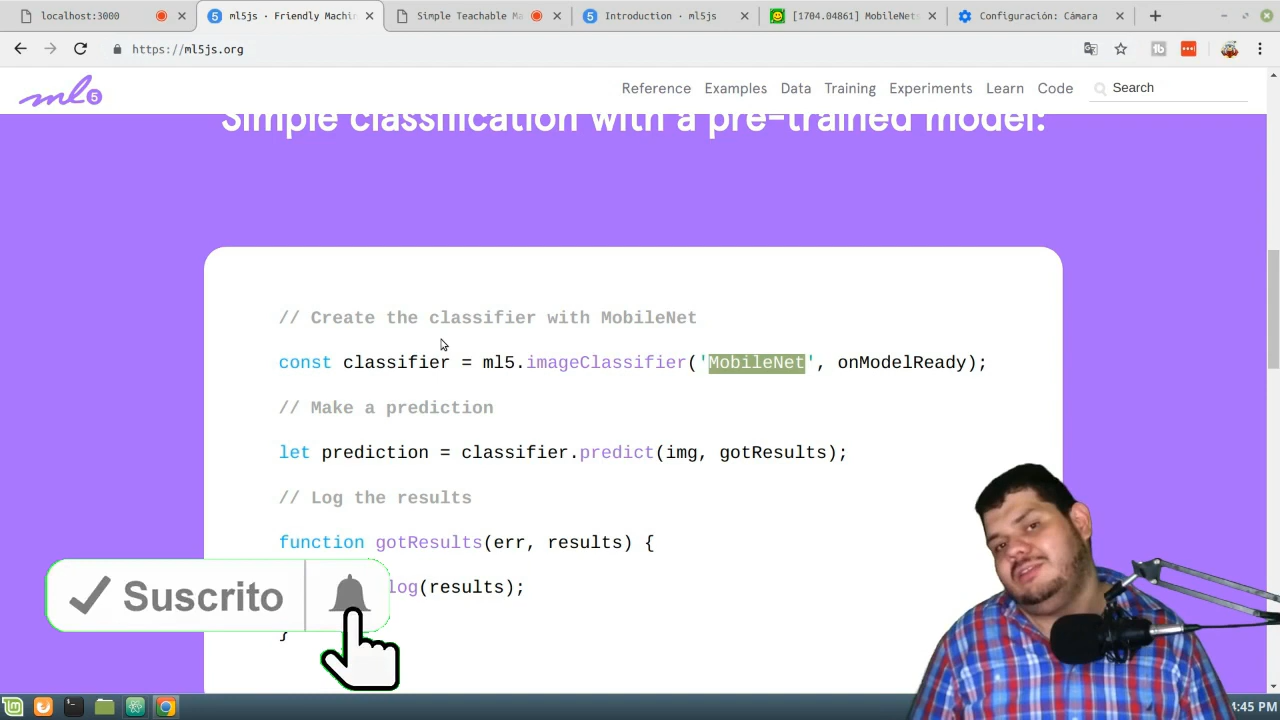 localhost:3000
ml5js · Friendly Machi
Simple Teachable Ma
Introduction · ml5js
[1704.04861] MobileNets
Configuración: Cámara
https://ml5js.org
ml5
Reference Examples Data Training Experiments Learn Code Search
Simple classification with a pre-trained model:
// Create the classifier with MobileNet
const classifier = ml5.imageClassifier('MobileNet', onModelReady);
// Make a prediction
let prediction = classifier.predict(img, gotResults);
// Log the results
function gotResults(err, results) {
log(results);
}
Suscrito
4:45 PM